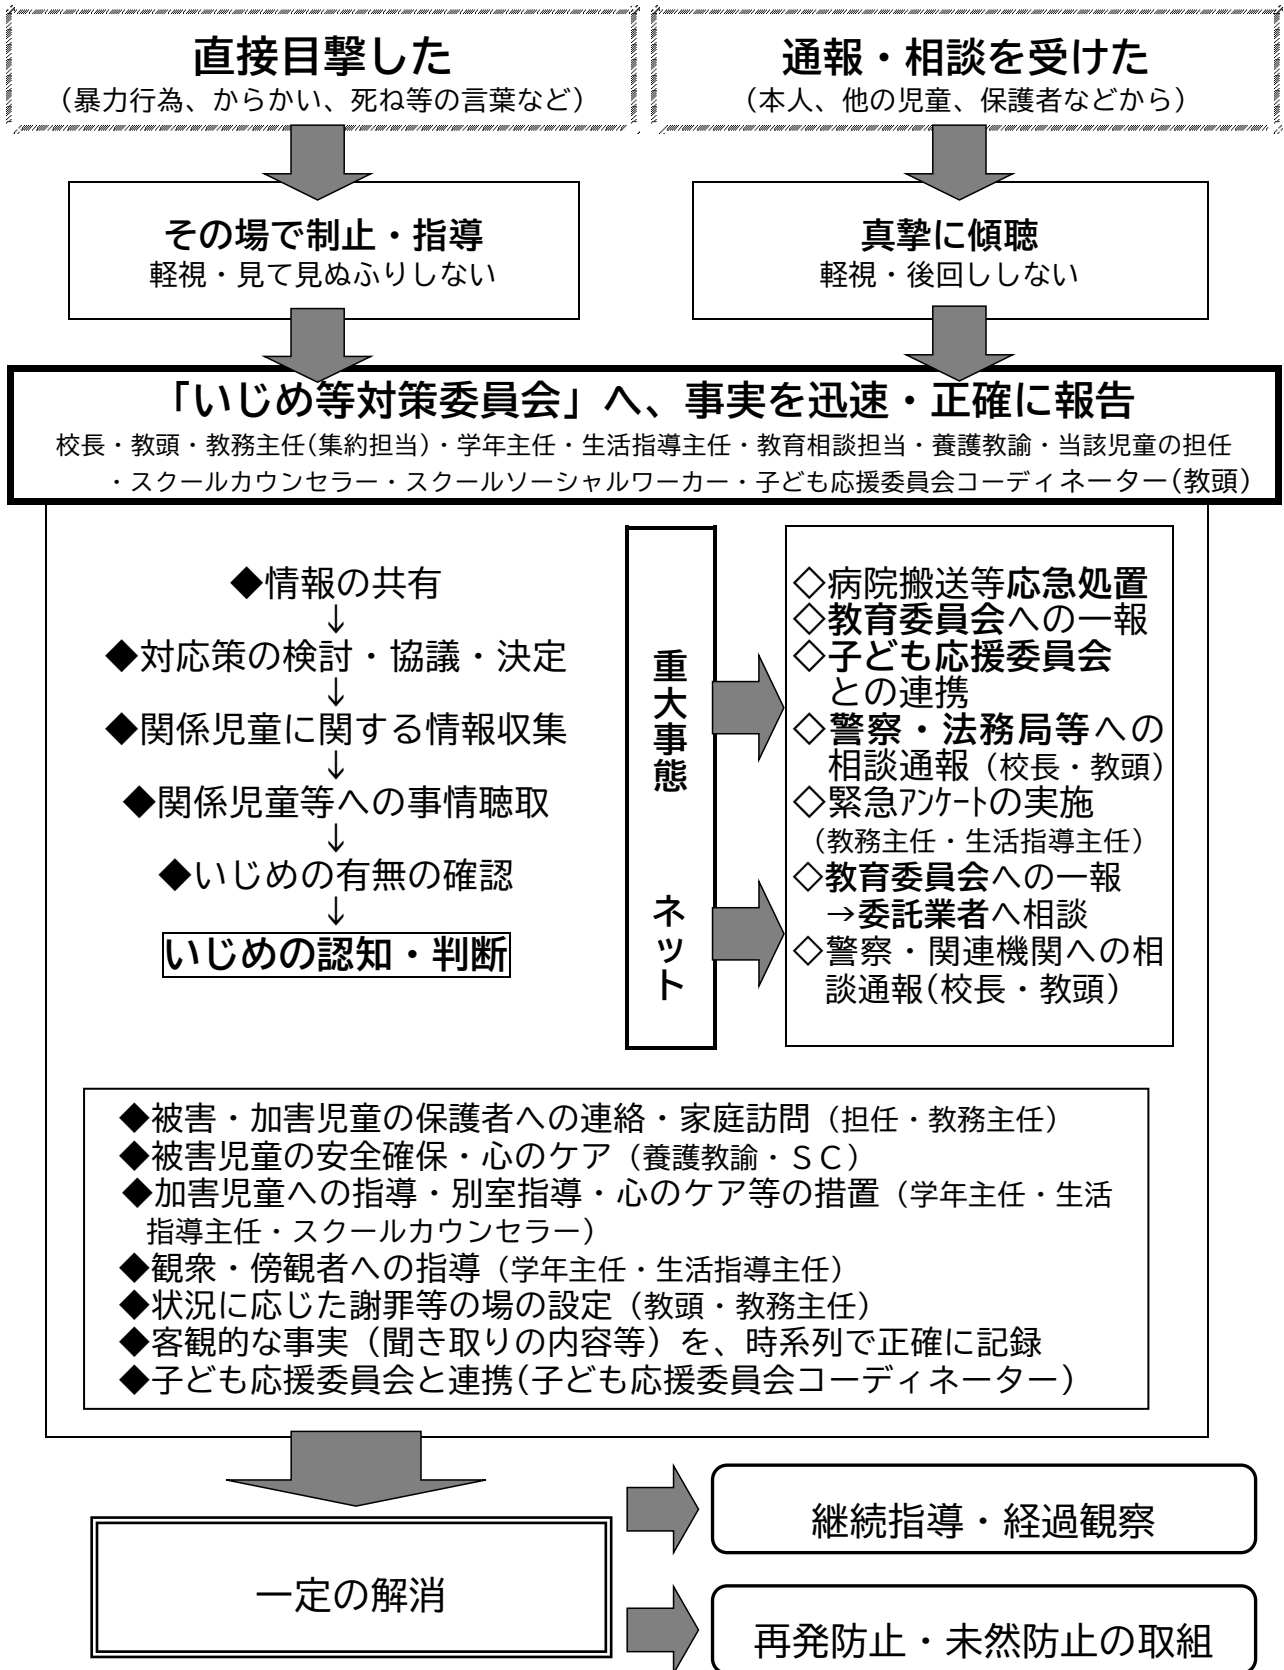 直接目撃した
（暴力行為、からかい、死ね等の言葉など）
通報・相談を受けた
（本人、他の児童、保護者などから）
その場で制止・指導
軽視・見て見ぬふりしない
真摯に傾聴
軽視・後回ししない
「いじめ等対策委員会」へ、事実を迅速・正確に報告
校長・教頭・教務主任(集約担当)・学年主任・生活指導主任・教育相談担当・養護教諭・当該児童の担任
・スクールカウンセラー・スクールソーシャルワーカー・子ども応援委員会コーディネーター(教頭)
◆情報の共有
↓
◆対応策の検討・協議・決定
↓
◆関係児童に関する情報収集
↓
◆関係児童等への事情聴取
↓
◆いじめの有無の確認
↓
いじめの認知・判断
重大事態
ネット
◇病院搬送等応急処置
◇教育委員会への一報
◇子ども応援委員会
との連携
◇警察・法務局等への
相談通報（校長・教頭）
◇緊急ｱﾝｹｰﾄの実施
（教務主任・生活指導主任）
◇教育委員会への一報
→委託業者へ相談
◇警察・関連機関への相
談通報(校長・教頭)
◆被害・加害児童の保護者への連絡・家庭訪問（担任・教務主任）
◆被害児童の安全確保・心のケア（養護教諭・ＳＣ）
◆加害児童への指導・別室指導・心のケア等の措置（学年主任・生活
指導主任・スクールカウンセラー）
◆観衆・傍観者への指導（学年主任・生活指導主任）
◆状況に応じた謝罪等の場の設定（教頭・教務主任）
◆客観的な事実（聞き取りの内容等）を、時系列で正確に記録
◆子ども応援委員会と連携(子ども応援委員会コーディネーター)
一定の解消
継続指導・経過観察
再発防止・未然防止の取組